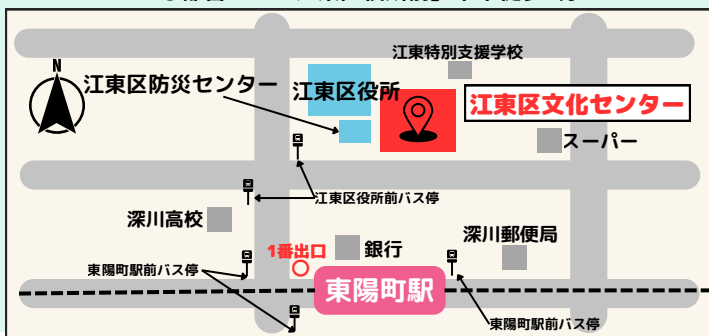 N
江東特別支援学校
江東区防災センター
江東区役所
江東区文化センター
スーパー
江東区役所前バス停
深川高校
1番出口
銀行
深川郵便局
東陽町駅前バス停
東陽町駅
東陽町駅前バス停